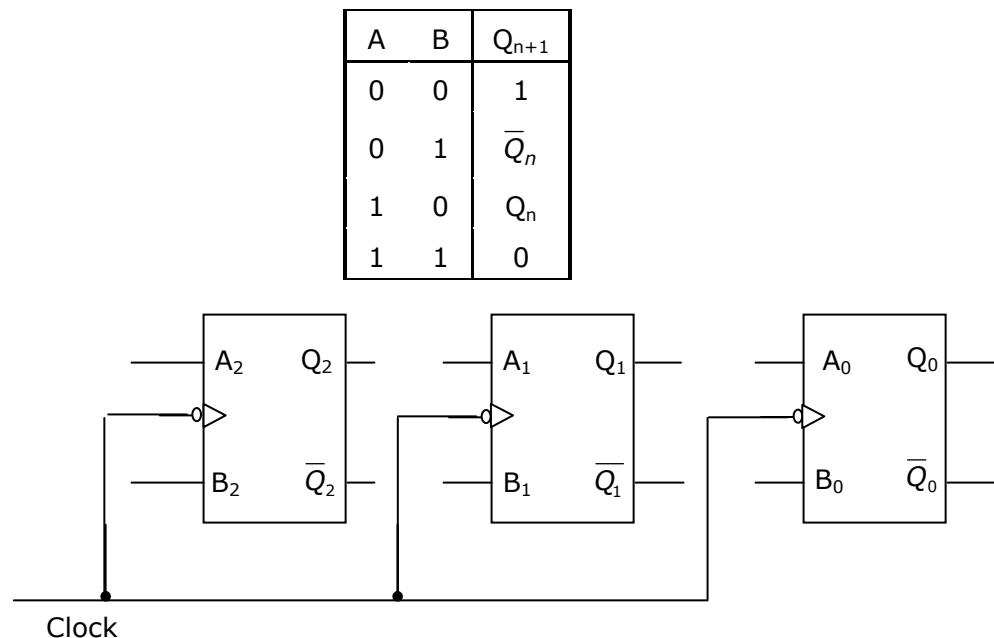 A B Qₙ₊₁
0 0 1
0 1 Q̅ₙ
1 0 Qₙ
1 1 0
A₂ Q₂ A₁ Q₁ A₀ Q₀
B₂ Q̅₂ B₁ Q̅₁ B₀ Q̅₀
Clock